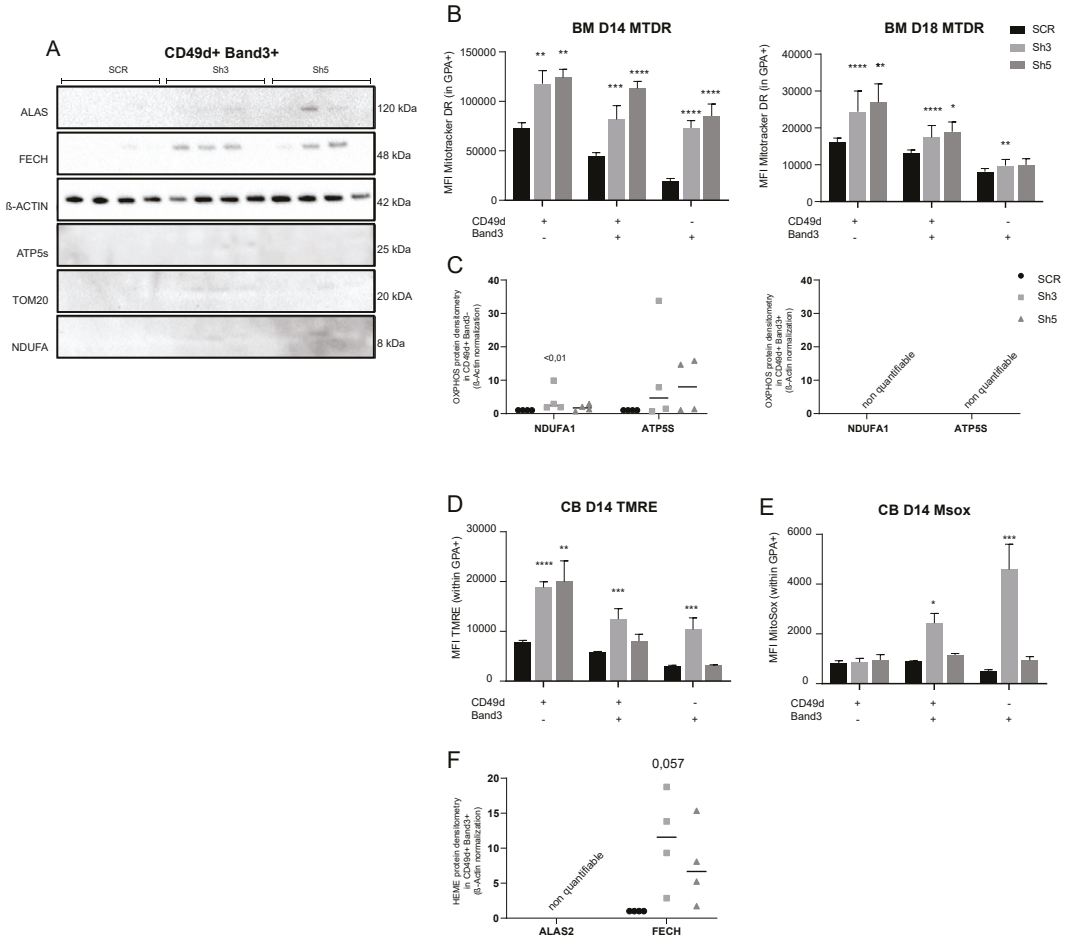 A
CD49d+ Band3+
SCR
Sh3
Sh5
ALAS
120 kDa
FECH
48 kDa
ß-ACTIN
42 kDa
ATP5s
25 kDa
TOM20
20 kDA
NDUFA
8 kDa
B
BM D14 MTDR
MFI Mitotracker DR (in GPA+)
150000
100000
50000
0
** **
*** ****
**** ****
CD49d + + -
Band3 - + +
BM D18 MTDR
MFI Mitotracker DR (in GPA+)
40000
30000
20000
10000
0
**** **
**** *
**
CD49d + + -
Band3 - + +
SCR
Sh3
Sh5
C
OXPHOS protein densitometry
in CD49d+ Band3-
(ß-Actin normalization)
40
30
20
10
0
<0,01
NDUFA1 ATP5S
OXPHOS protein densitometry
in CD49d+ Band3+
(ß-Actin normalization)
40
30
20
10
0
non quantifiable
non quantifiable
NDUFA1 ATP5S
SCR
Sh3
Sh5
D
CB D14 TMRE
MFI TMRE (within GPA+)
30000
20000
10000
0
**** **
***
***
CD49d + + -
Band3 - + +
E
CB D14 Msox
MFI MitoSox (within GPA+)
6000
4000
2000
0
*
***
CD49d + + -
Band3 - + +
F
HEME protein densitometry
in CD49d+ Band3+
(ß-Actin normalization)
20
15
10
5
0
0,057
non quantifiable
ALAS2 FECH